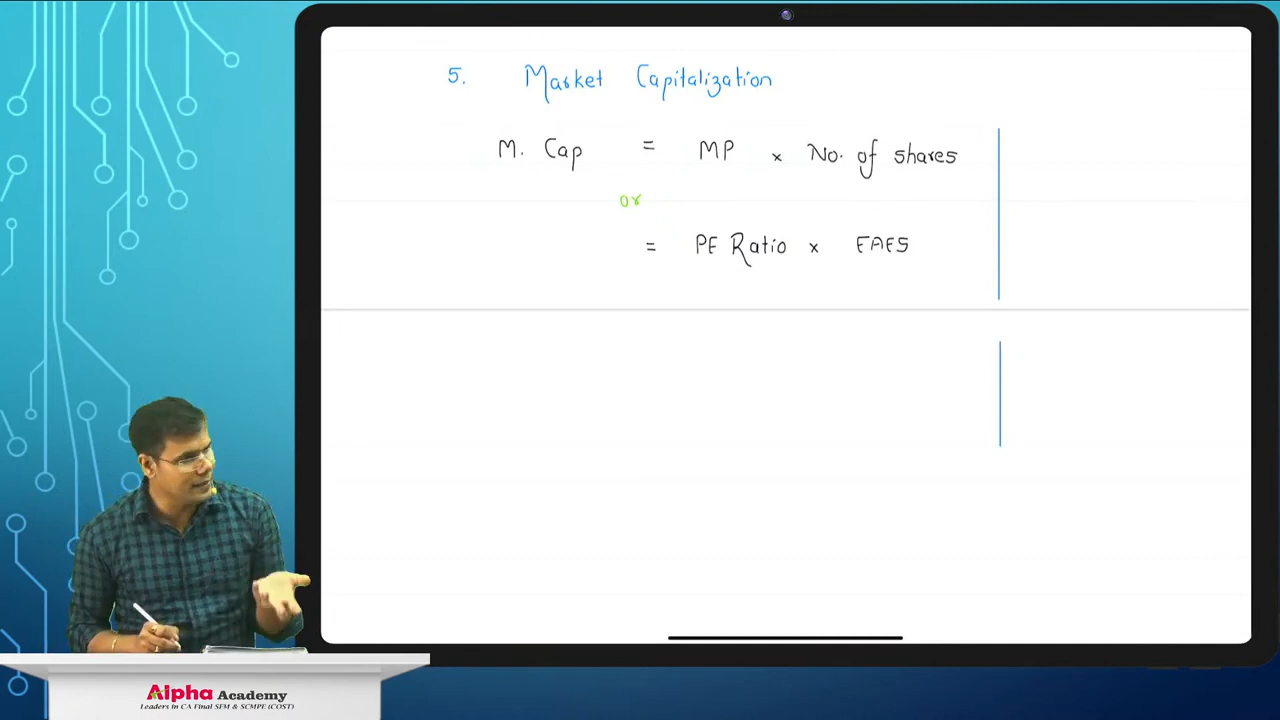 5. Market Capitalization
M. Cap = MP × No. of shares
or
= PE Ratio × EAES
Alpha Academy
Leaders in CA Final SFM & SCMPE (COST)